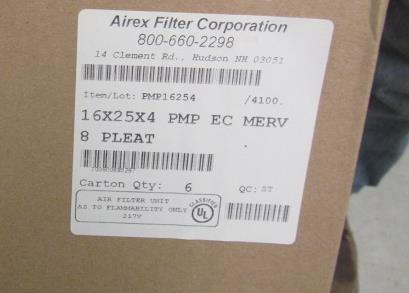 Airex Filter Corporation
800-660-2298
14 Clement Rd., Hudson NH 03051
Item/Lot: PMP16254 /4100.
16X25X4 PMP EC MERV
8 PLEAT
Carton Qty: 6 QC: ST
AIR FILTER UNIT
AS TO FLAMMABILITY ONLY
217V
CLASSIFIED
UL